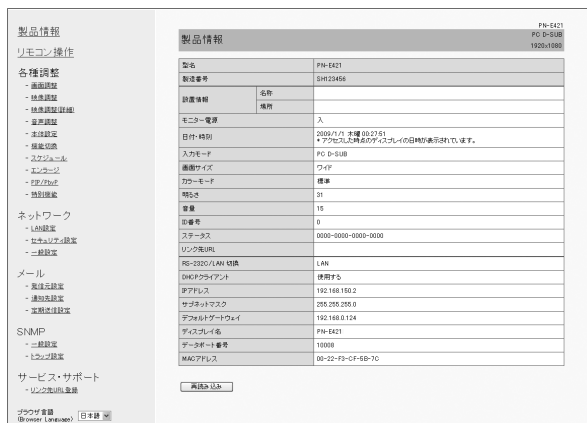 製品情報
リモコン操作
各種調整
- 画面調整
- 映像調整
- 映像調整(詳細)
- 音声調整
- 本体設定
- 機能切換
- スケジュール
- エンラージ
- PIP/PbyP
- 特別機能
ネットワーク
- LAN設定
- セキュリティ設定
- 一般設定
メール
- 発信元設定
- 通知先設定
- 定期送信設定
SNMP
- 一般設定
- トラップ設定
サービス・サポート
- リンク先URL登録
ブラウザ言語
(Browser Language) 日本語
PN-E421
製品情報 PC D-SUB
1920x1080
型名 PN-E421
製造番号 SH123456
設置情報 名称
場所
モニター電源 入
日付・時刻 2009/1/1 木曜 00:27:51
* アクセスした時点のディスプレイの日時が表示されています。
入力モード PC D-SUB
画面サイズ ワイド
カラーモード 標準
明るさ 31
音量 15
ID番号 0
ステータス 0000-0000-0000-0000
リンク先URL
RS-232C/LAN 切換 LAN
DHCPクライアント 使用する
IPアドレス 192.168.150.2
サブネットマスク 255.255.255.0
デフォルトゲートウェイ 192.168.0.124
ディスプレイ名 PN-E421
データポート番号 10008
MACアドレス 00-22-F3-CF-5B-7C
再読み込み